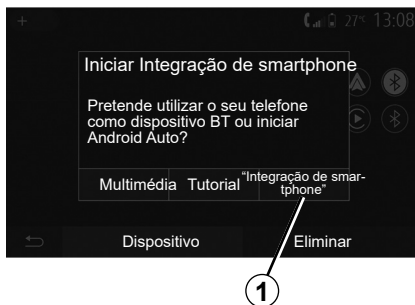 + 27°C 13:08
Iniciar Integração de smartphone
Pretende utilizar o seu telefone
como dispositivo BT ou iniciar
Android Auto?
Multimédia Tutorial "Integração de smar-
tphone"
Dispositivo Eliminar
1